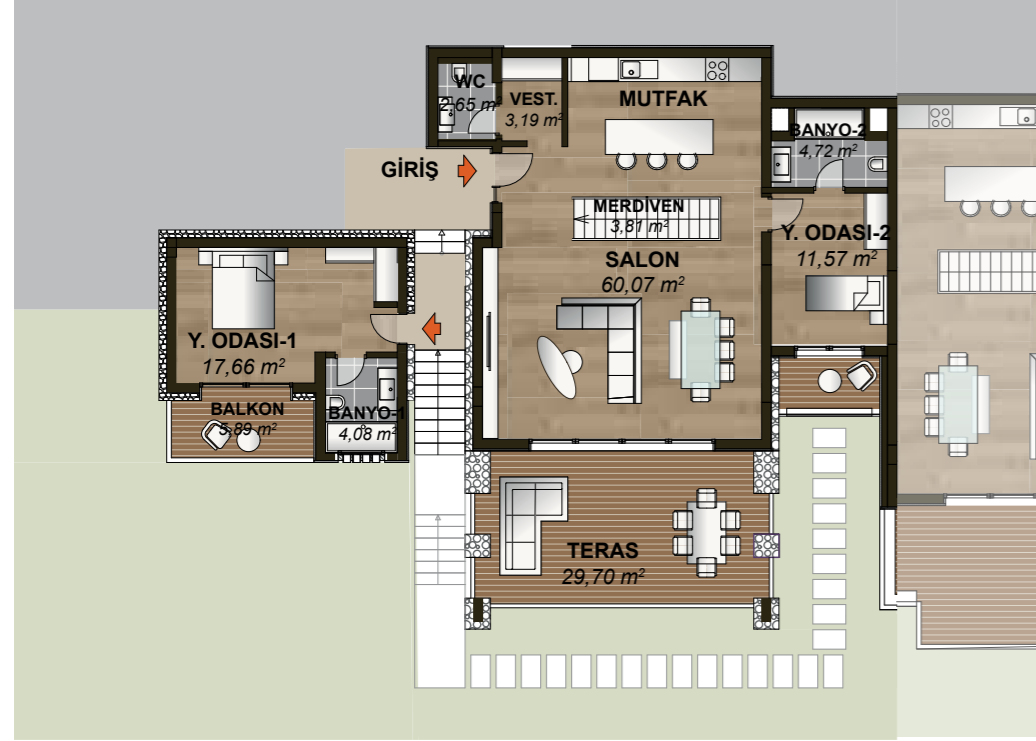 WC
2,65 m²
VEST.
3,19 m²
MUTFAK
BANYO-2
4,72 m²
GİRİŞ
MERDİVEN
3,81 m²
SALON
60,07 m²
Y. ODASI-2
11,57 m²
Y. ODASI-1
17,66 m²
BALKON
5,89 m²
BANYO-1
4,08 m²
TERAS
29,70 m²